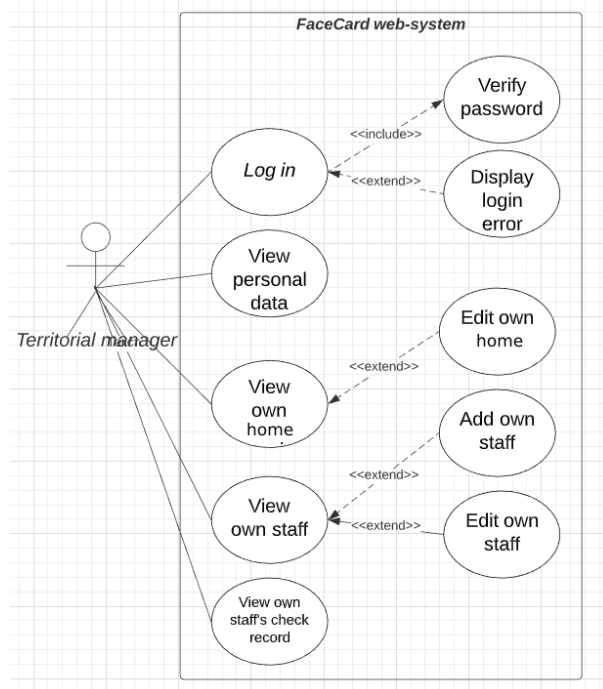 FaceCard web-system
Verify
password
<<include>>
Log in
<<extend>>
Display
login
error
View
personal
data
Territorial manager
Edit own
home
<<extend>>
View
own
home
Add own
staff
<<extend>>
View
own staff
<<extend>>
Edit own
staff
View own
staff's check
record